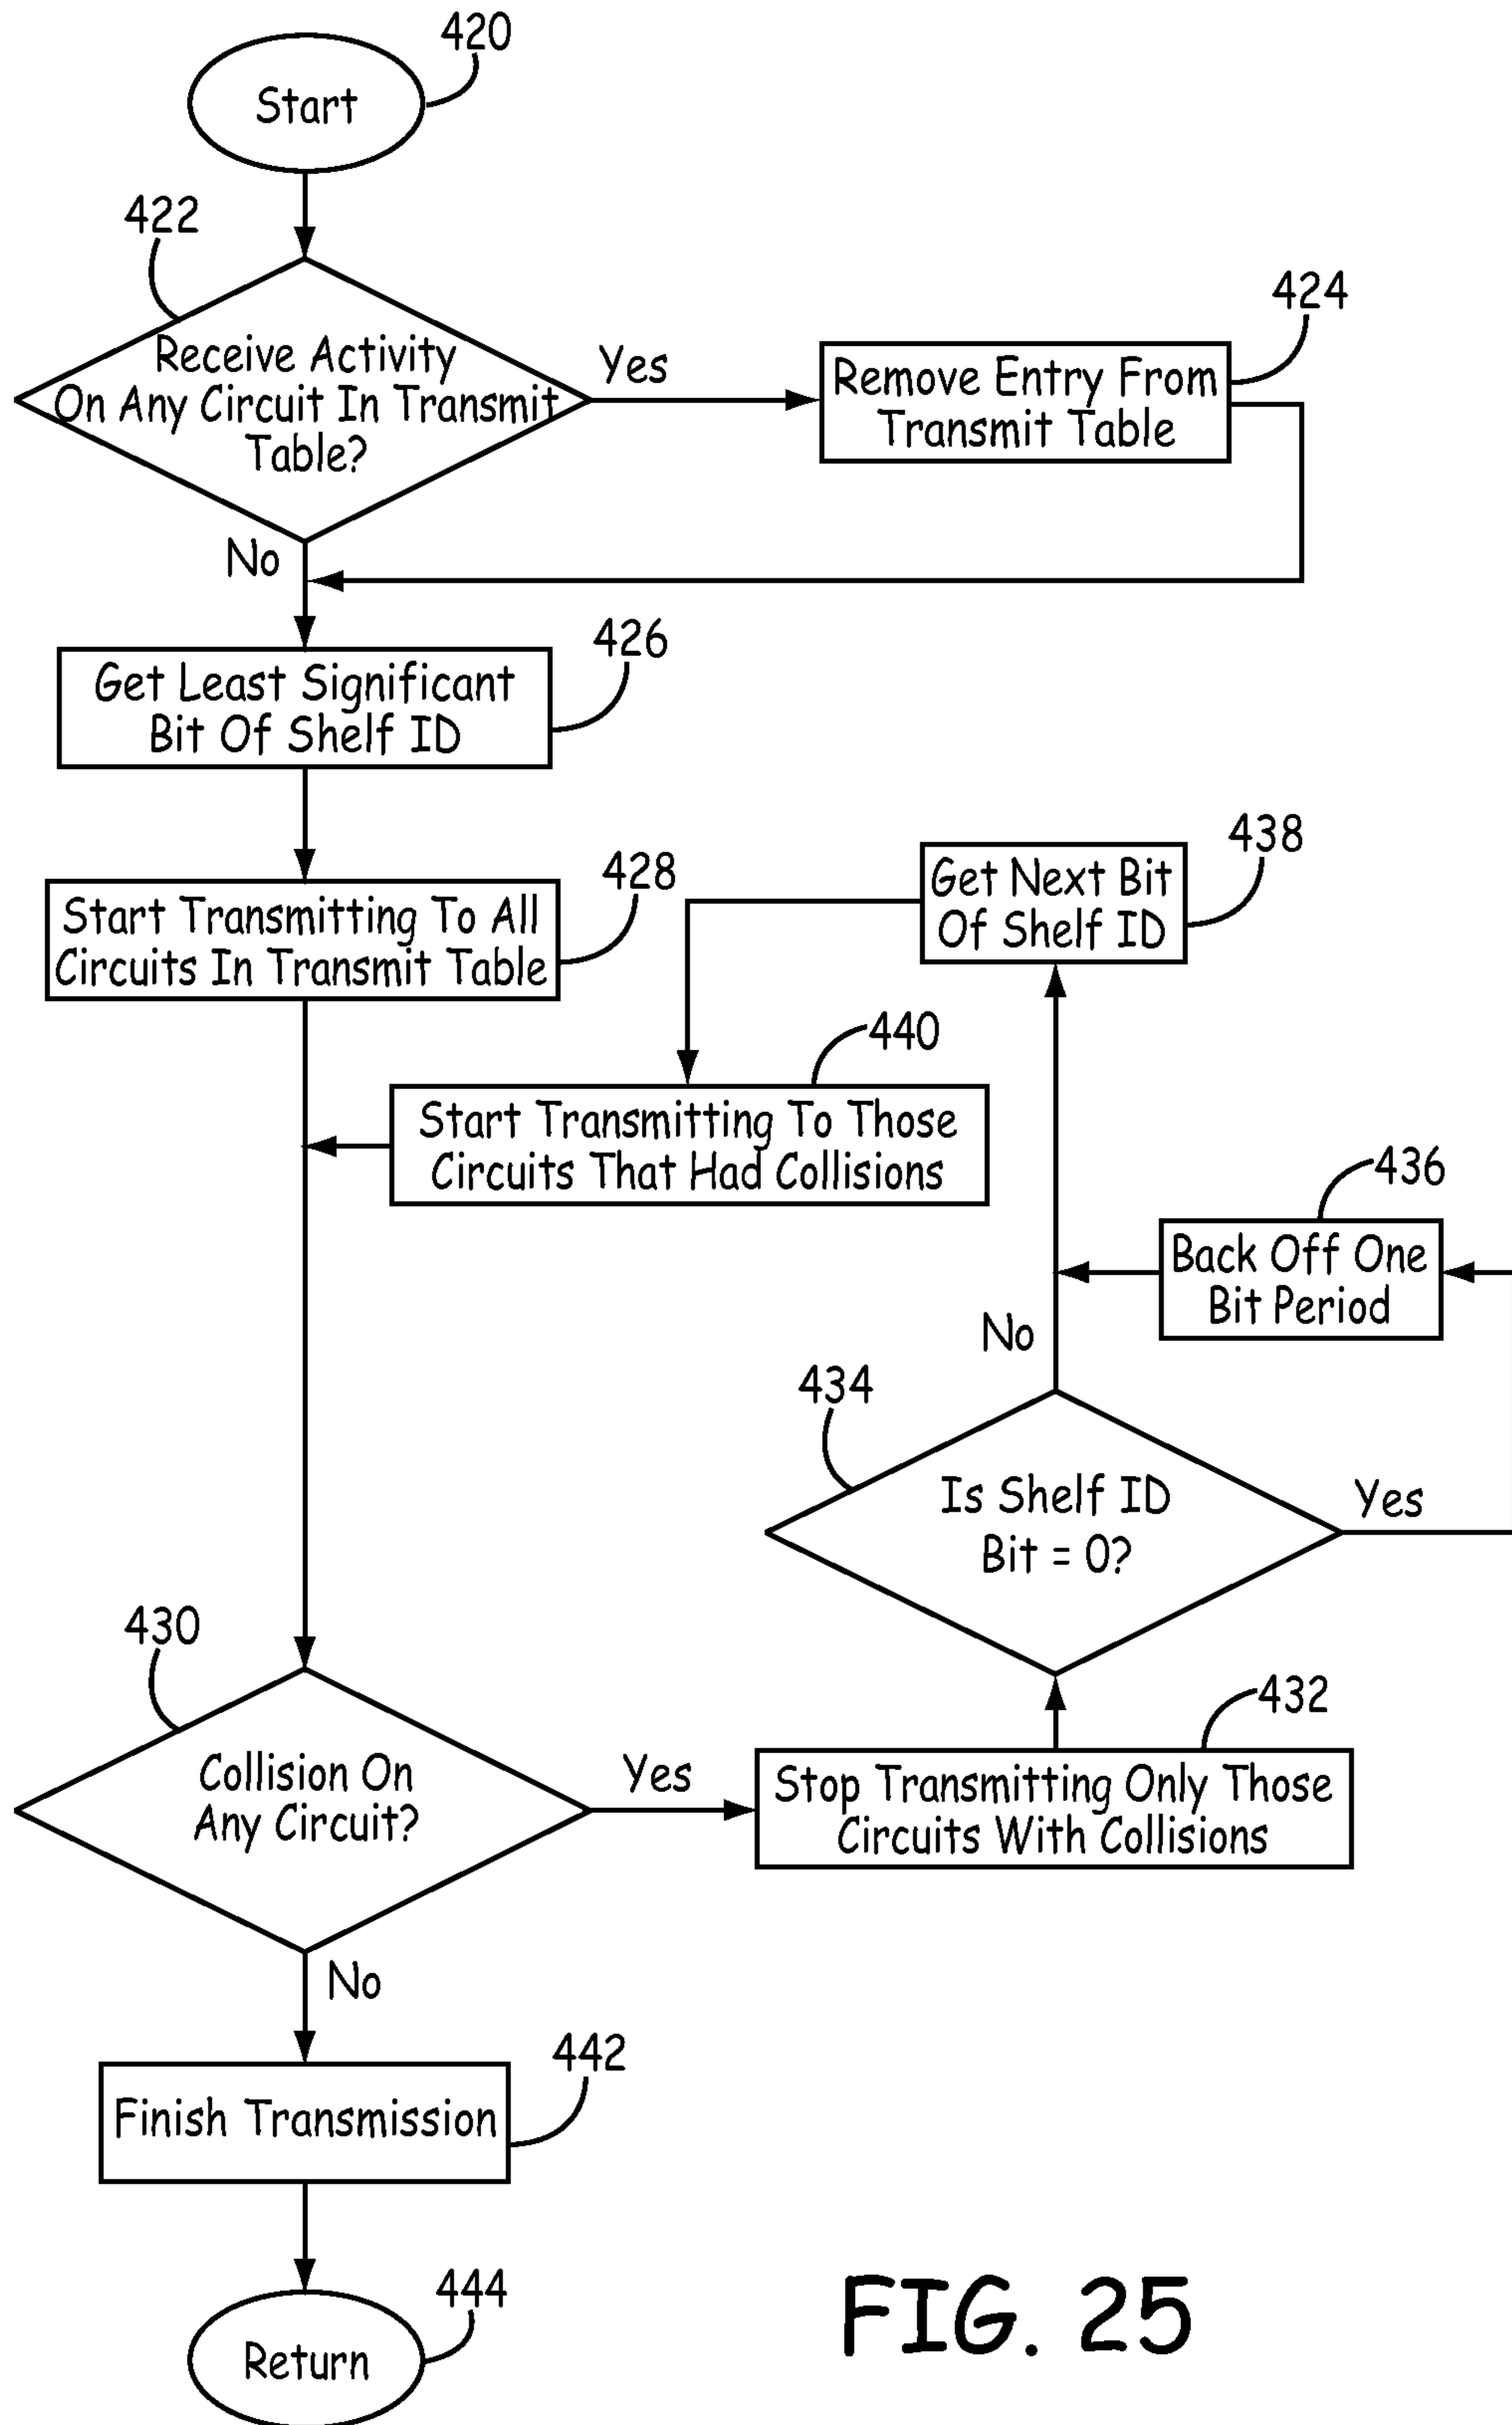 420
Start
422
Receive Activity
On Any Circuit In Transmit
Table?
Yes
424
Remove Entry From
Transmit Table
No
426
Get Least Significant
Bit Of Shelf ID
428
Start Transmitting To All
Circuits In Transmit Table
438
Get Next Bit
Of Shelf ID
440
Start Transmitting To Those
Circuits That Had Collisions
436
Back Off One
Bit Period
No
434
Is Shelf ID
Bit = 0?
Yes
430
Collision On
Any Circuit?
Yes
432
Stop Transmitting Only Those
Circuits With Collisions
No
442
Finish Transmission
444
Return
FIG. 25